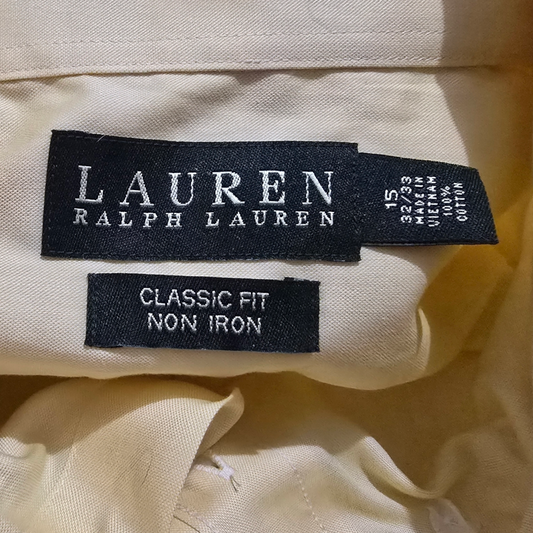 LAUREN
RALPH LAUREN
15
32/33
MADE IN
VIETNAM
100%
COTTON
CLASSIC FIT
NON IRON